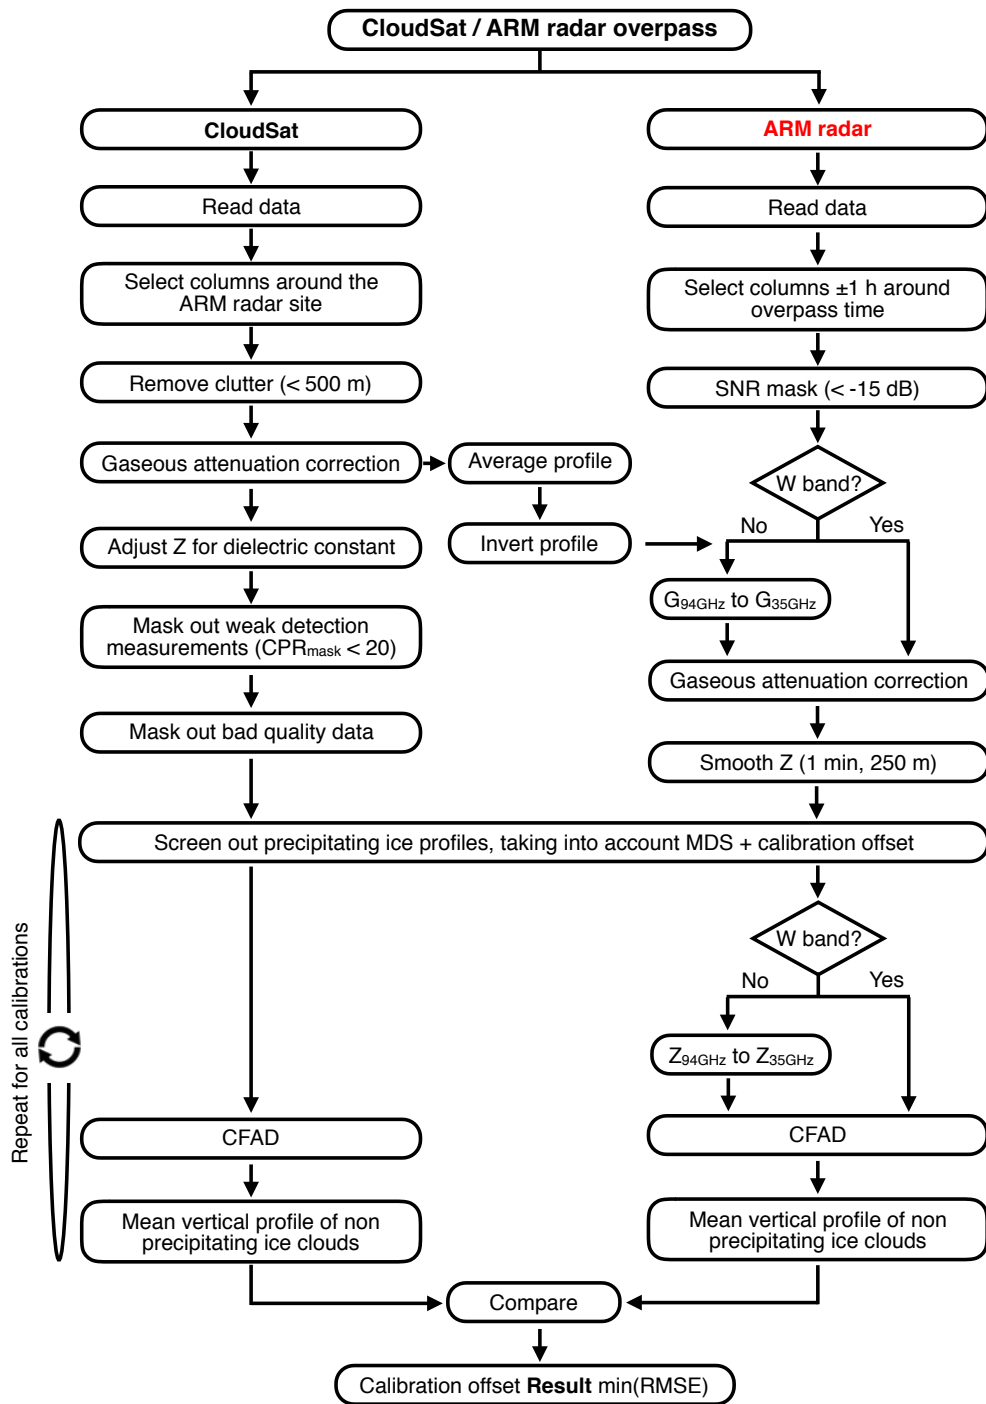 CloudSat / ARM radar overpass
CloudSat
ARM radar
Read data
Read data
Select columns around the
ARM radar site
Select columns ±1 h around
overpass time
Remove clutter (< 500 m)
SNR mask (< -15 dB)
Gaseous attenuation correction
Average profile
W band?
No
Yes
Adjust Z for dielectric constant
Invert profile
G94GHz to G35GHz
Mask out weak detection
measurements (CPRmask < 20)
Gaseous attenuation correction
Mask out bad quality data
Smooth Z (1 min, 250 m)
Screen out precipitating ice profiles, taking into account MDS + calibration offset
Repeat for all calibrations
W band?
No
Yes
Z94GHz to Z35GHz
CFAD
CFAD
Mean vertical profile of non
precipitating ice clouds
Mean vertical profile of non
precipitating ice clouds
Compare
Calibration offset Result min(RMSE)